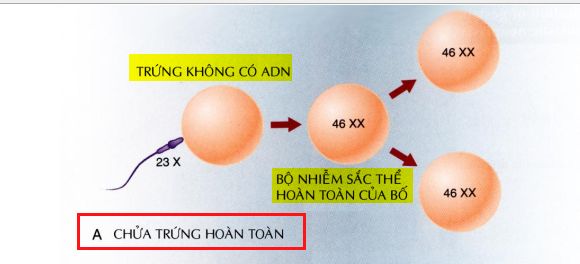 TRỨNG KHÔNG CÓ ADN
46 XX
23 X
46 XX
BỘ NHIỄM SẮC THỂ
HOÀN TOÀN CỦA BỐ
46 XX
A CHỬA TRỨNG HOÀN TOÀN